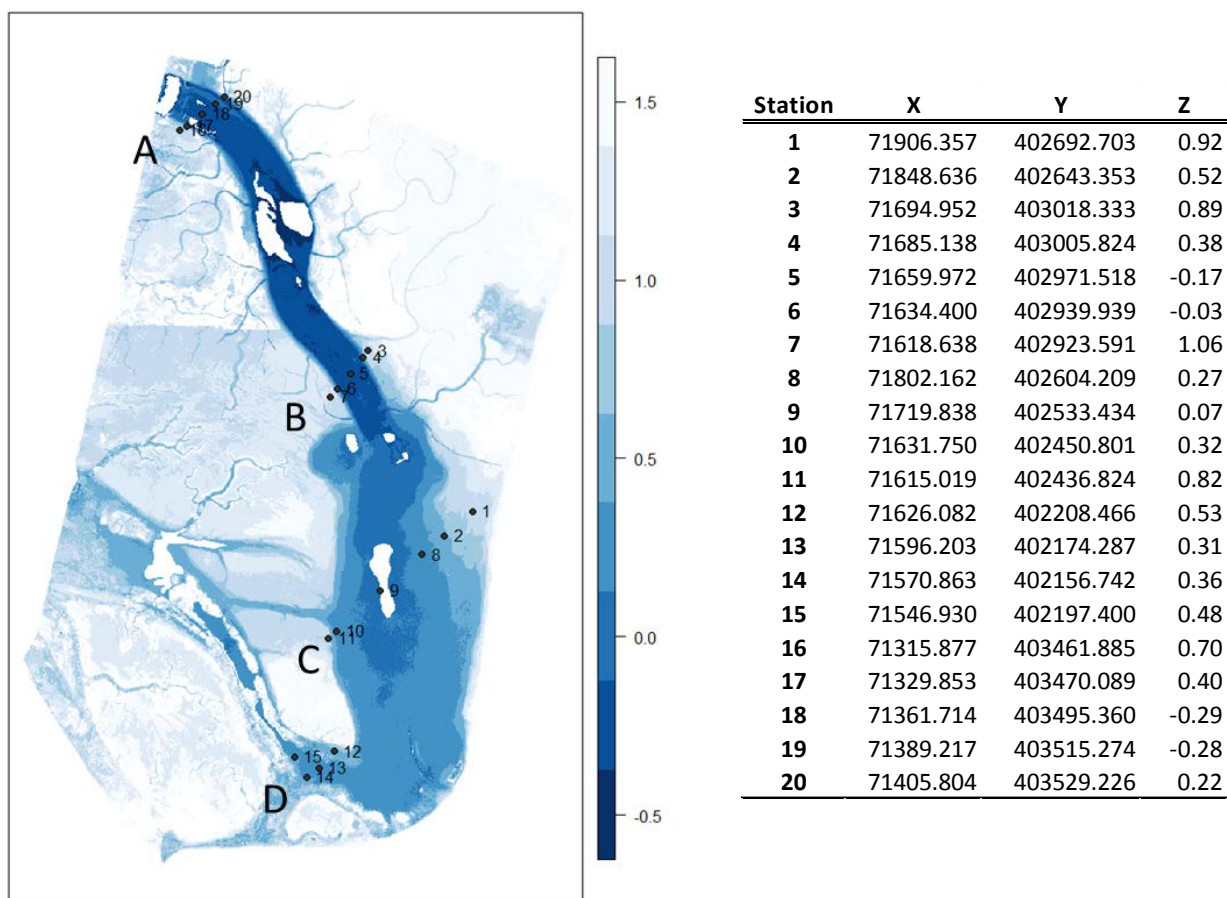 20
19
18
17
16
A
3
4
5
6
7
B
1
2
8
9
10
11
C
12
15
13
14
D
1.5
1.0
0.5
0.0
-0.5
Station X Y Z
1 71906.357 402692.703 0.92
2 71848.636 402643.353 0.52
3 71694.952 403018.333 0.89
4 71685.138 403005.824 0.38
5 71659.972 402971.518 -0.17
6 71634.400 402939.939 -0.03
7 71618.638 402923.591 1.06
8 71802.162 402604.209 0.27
9 71719.838 402533.434 0.07
10 71631.750 402450.801 0.32
11 71615.019 402436.824 0.82
12 71626.082 402208.466 0.53
13 71596.203 402174.287 0.31
14 71570.863 402156.742 0.36
15 71546.930 402197.400 0.48
16 71315.877 403461.885 0.70
17 71329.853 403470.089 0.40
18 71361.714 403495.360 -0.29
19 71389.217 403515.274 -0.28
20 71405.804 403529.226 0.22